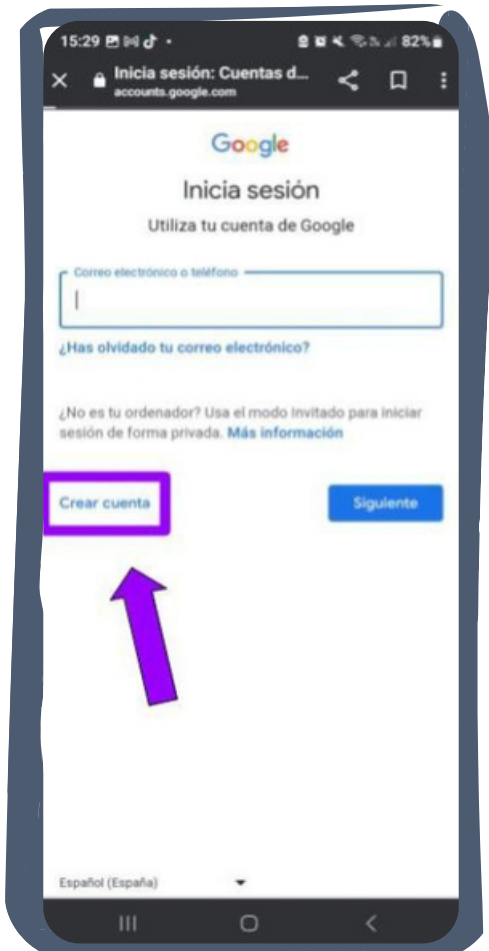 15:29
82%
Inicia sesión: Cuentas d...
accounts.google.com
Google
Inicia sesión
Utiliza tu cuenta de Google
Correo electrónico o teléfono
¿Has olvidado tu correo electrónico?
¿No es tu ordenador? Usa el modo Invitado para iniciar
sesión de forma privada. Más información
Crear cuenta
Siguiente
Español (España)